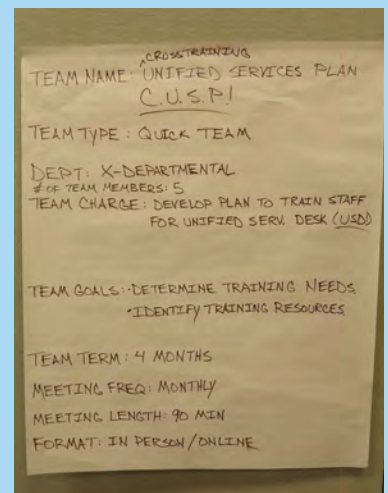 TEAM NAME: CROSSTRAINING UNIFIED SERVICES PLAN
C.U.S.P!
TEAM TYPE: QUICK TEAM
DEPT: X-DEPARTMENTAL
# OF TEAM MEMBERS: 5
TEAM CHARGE: DEVELOP PLAN TO TRAIN STAFF
FOR UNIFIED SERV. DESK (USD)
TEAM GOALS: •DETERMINE TRAINING NEEDS
•IDENTIFY TRAINING RESOURCES
TEAM TERM: 4 MONTHS
MEETING FREQ: MONTHLY
MEETING LENGTH: 90 MIN
FORMAT: IN PERSON/ONLINE